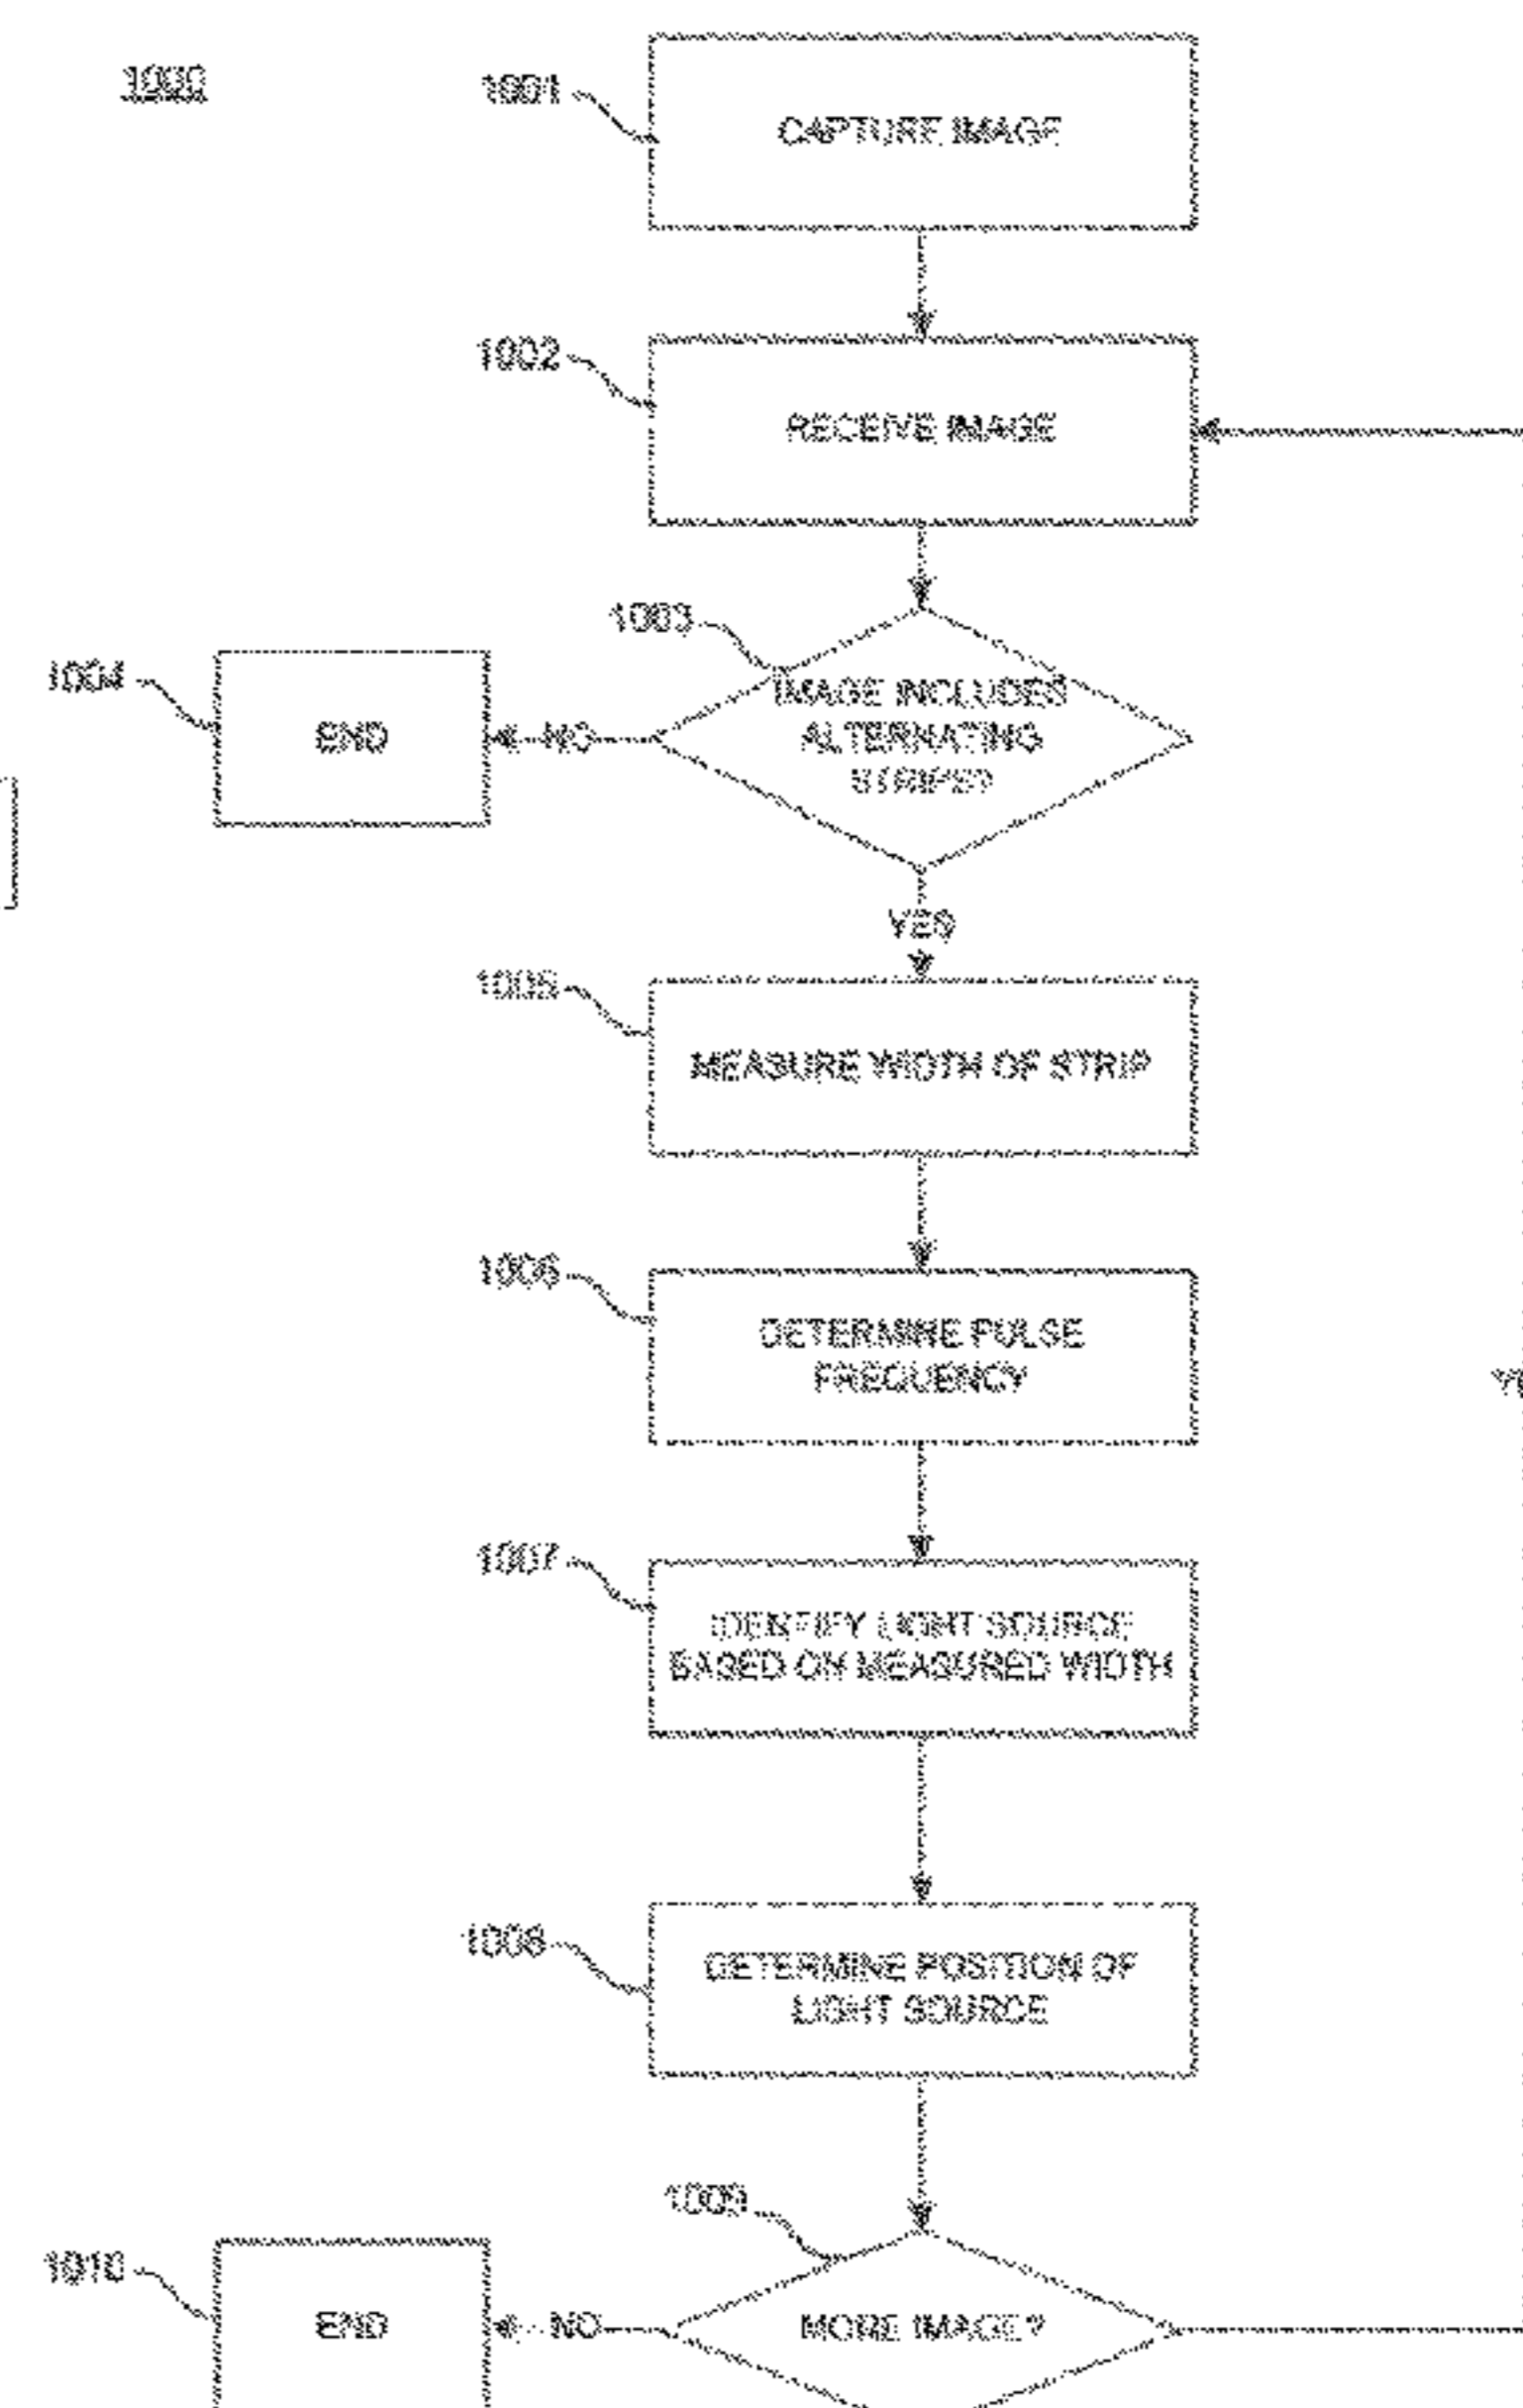 1000
1001
CAPTURE IMAGE
1002
RECEIVE IMAGE
1003
IMAGE INCLUDES
ALTERNATING
STRIPS?
1004
END
NO
YES
1005
MEASURE WIDTH OF STRIP
1006
DETERMINE PULSE
FREQUENCY
1007
IDENTIFY LIGHT SOURCE
BASED ON MEASURED WIDTH
1008
DETERMINE POSITION OF
LIGHT SOURCE
1009
MORE IMAGE?
NO
1010
END